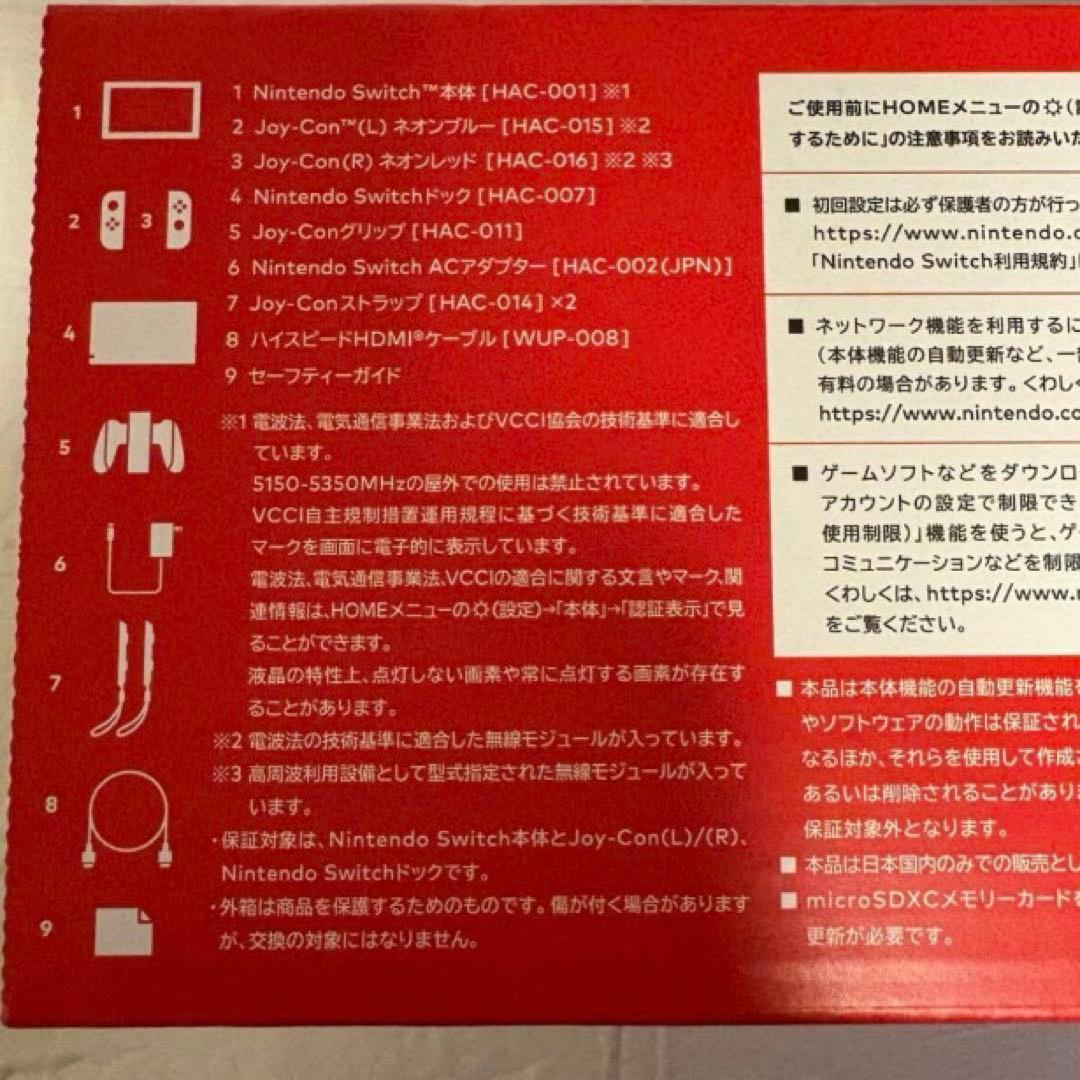 1 Nintendo Switch™本体 [HAC-001] ※1
2 Joy-Con™(L) ネオンブルー [HAC-015] ※2
3 Joy-Con(R) ネオンレッド [HAC-016] ※2 ※3
4 Nintendo Switchドック [HAC-007]
5 Joy-Conグリップ [HAC-011]
6 Nintendo Switch ACアダプター [HAC-002(JPN)]
7 Joy-Conストラップ [HAC-014] ×2
8 ハイスピードHDMI®ケーブル [WUP-008]
9 セーフティーガイド
1
2
3
4
5
6
7
8
9
※1 電波法、電気通信事業法およびVCCI協会の技術基準に適合し
ています。
5150-5350MHzの屋外での使用は禁止されています。
VCCI自主規制措置運用規程に基づく技術基準に適合した
マークを画面に電子的に表示しています。
電波法、電気通信事業法、VCCIの適合に関する文言やマーク、関
連情報は、HOMEメニューの(設定)→「本体」→「認証表示」で見
ることができます。
液晶の特性上、点灯しない画素や常に点灯する画素が存在す
ることがあります。
※2 電波法の技術基準に適合した無線モジュールが入っています。
※3 高周波利用設備として型式指定された無線モジュールが入って
います。
・保証対象は、Nintendo Switch本体とJoy-Con(L)/(R)、
Nintendo Switchドックです。
・外箱は商品を保護するためのものです。傷が付く場合があります
が、交換の対象にはなりません。
ご使用前にHOMEメニューの(
するために」の注意事項をお読みいた
■ 初回設定は必ず保護者の方が行っ
https://www.nintendo.c
「Nintendo Switch利用規約」
■ ネットワーク機能を利用するに
(本体機能の自動更新など、一
有料の場合があります。くわしく
https://www.nintendo.co
■ ゲームソフトなどをダウンロ
アカウントの設定で制限でき
使用制限)」機能を使うと、ゲ
コミュニケーションなどを制限
くわしくは、https://www.
をご覧ください。
■ 本品は本体機能の自動更新機能
やソフトウェアの動作は保証され
なるほか、それらを使用して作成
あるいは削除されることがあり
保証対象外となります。
■ 本品は日本国内のみでの販売とし
■ microSDXCメモリーカードを
更新が必要です。